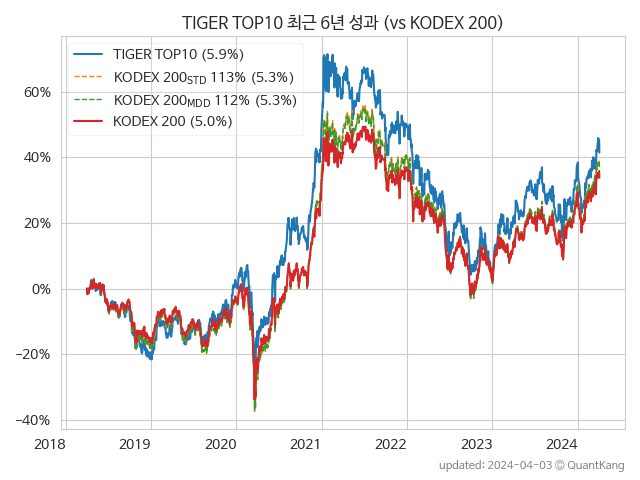 TIGER TOP10 최근 6년 성과 (vs KODEX 200)
TIGER TOP10 (5.9%)
KODEX 200STD 113% (5.3%)
KODEX 200MDD 112% (5.3%)
KODEX 200 (5.0%)
60%
40%
20%
0%
−20%
−40%
2018 2019 2020 2021 2022 2023 2024
updated: 2024-04-03 © QuantKang